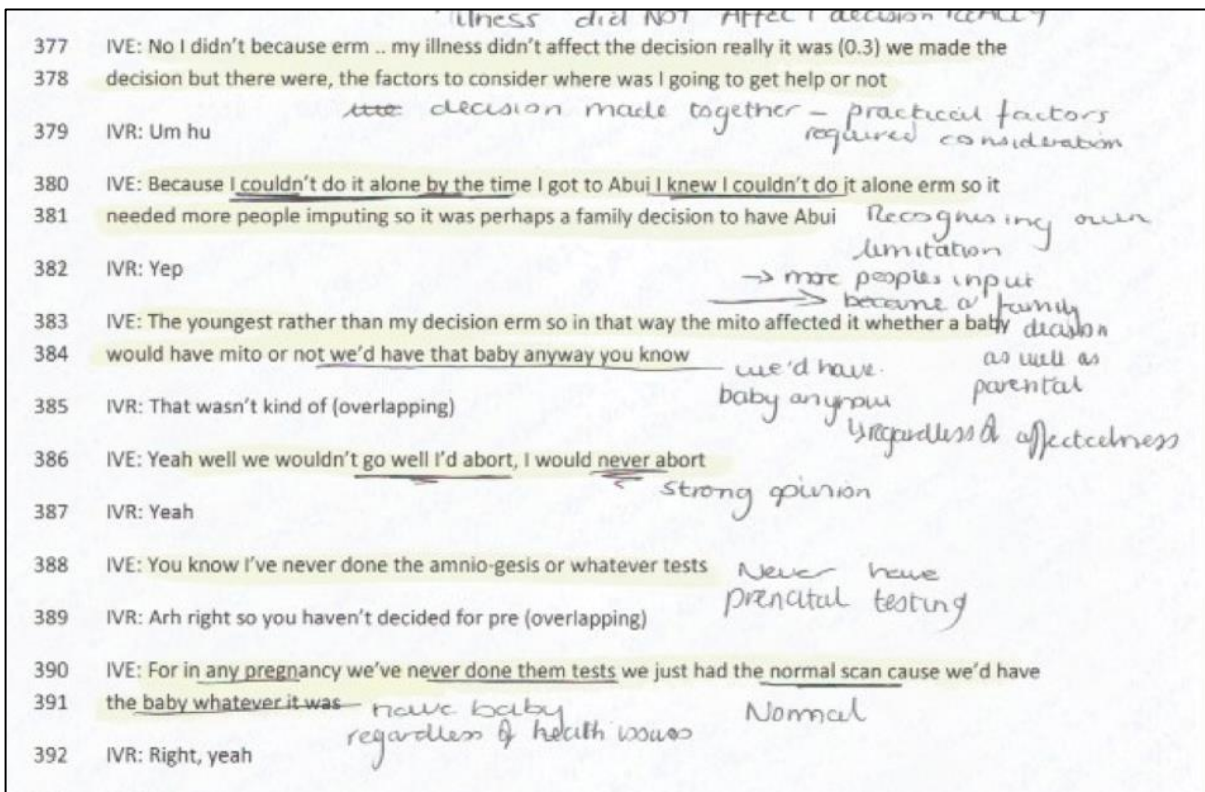 illness did NOT Affect decision REALLY
377 IVE: No I didn't because erm .. my illness didn't affect the decision really it was (0.3) we made the
378 decision but there were, the factors to consider where was I going to get help or not
decision made together – practical factors
required consideration
379 IVR: Um hu
380 IVE: Because I couldn't do it alone by the time I got to Abui I knew I couldn't do it alone erm so it
381 needed more people imputing so it was perhaps a family decision to have Abui
Recognising own
limitation
382 IVR: Yep
→ more peoples input
→ became a family
decision
as well as
parental
383 IVE: The youngest rather than my decision erm so in that way the mito affected it whether a baby
384 would have mito or not we'd have that baby anyway you know
we'd have
baby anyhow
↳ regardless of affectedness
385 IVR: That wasn't kind of (overlapping)
386 IVE: Yeah well we wouldn't go well I'd abort, I would never abort
strong opinion
387 IVR: Yeah
388 IVE: You know I've never done the amnio-gesis or whatever tests
Never have
prenatal testing
389 IVR: Arh right so you haven't decided for pre (overlapping)
390 IVE: For in any pregnancy we've never done them tests we just had the normal scan cause we'd have
391 the baby whatever it was
have baby
regardless of health issues
Normal
392 IVR: Right, yeah